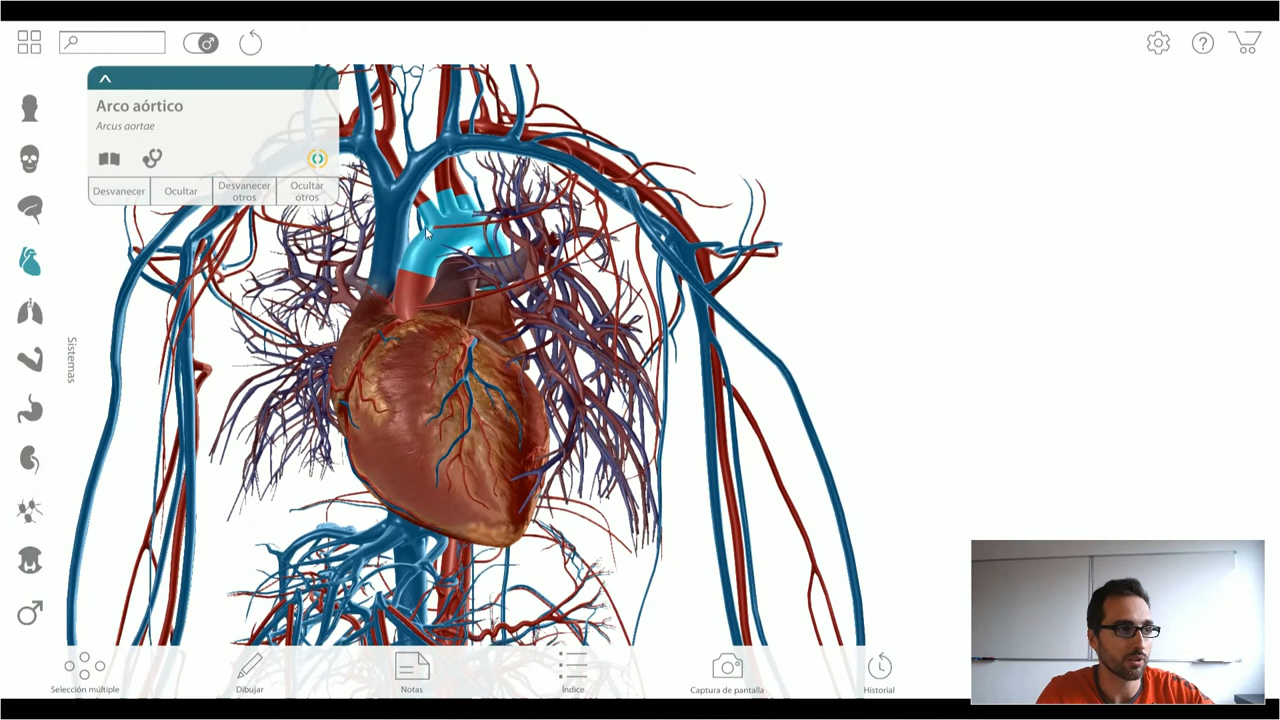 Arco aórtico
Arcus aortae
Desvanecer
Ocultar
Desvanecer otros
Ocultar otros
Sistemas
Selección múltiple
Dibujar
Notas
Índice
Captura de pantalla
Historial